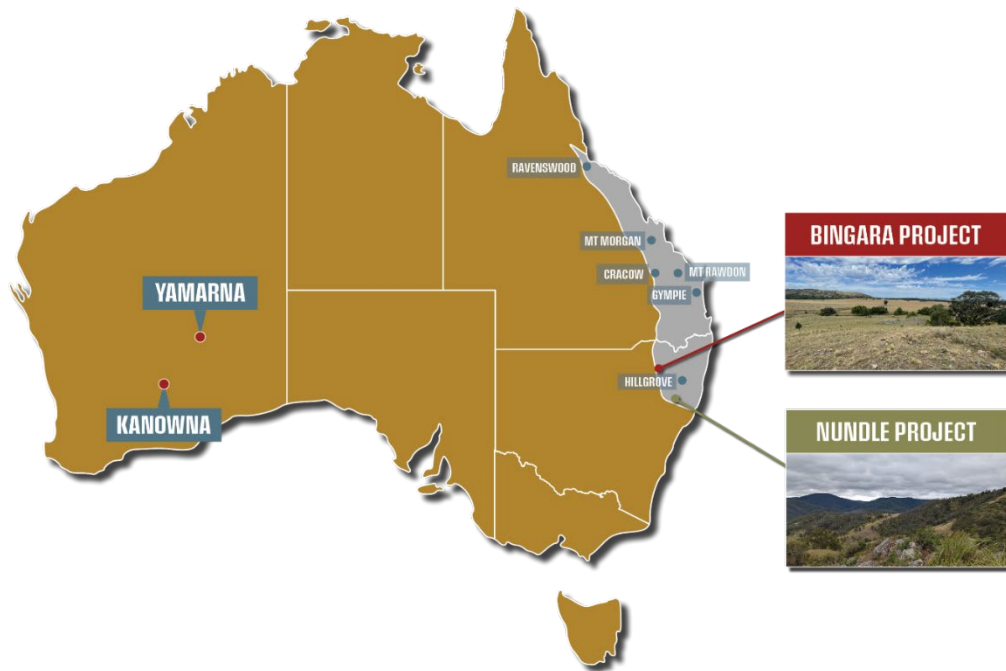 RAVENSWOOD
BINGARA PROJECT
MT MORGAN
CRACOW
MT RAWDON
GYMPIE
YAMARNA
HILLGROVE
KANOWNA
NUNDLE PROJECT